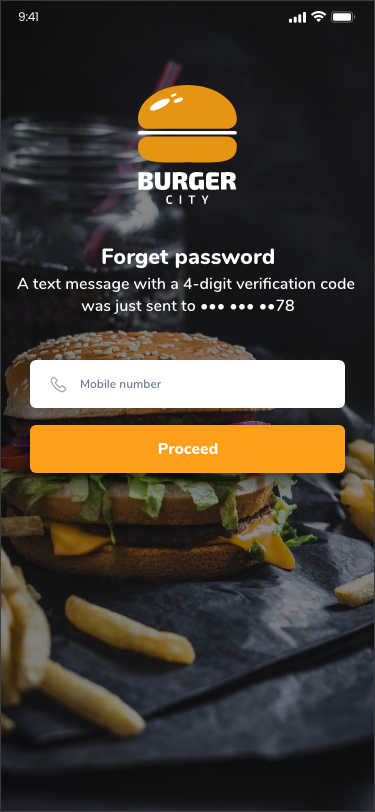 9:41
BURGER
CITY
Forget password
A text message with a 4-digit verification code
was just sent to ••• ••• ••78
Mobile number
Proceed